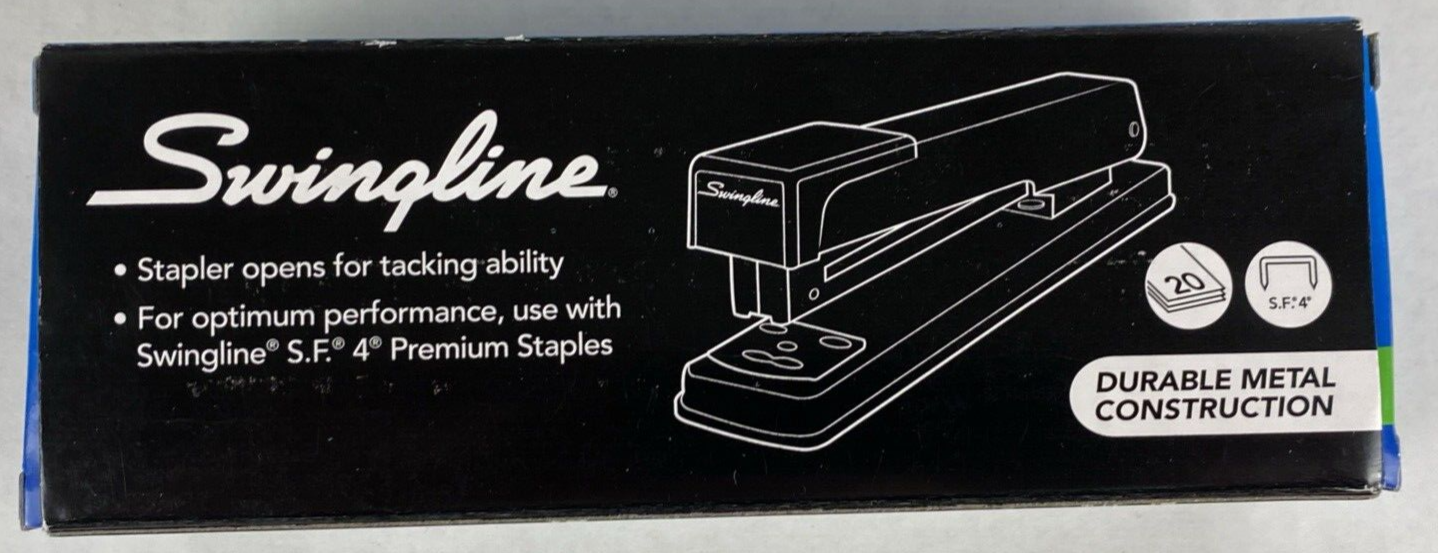 Swingline®
• Stapler opens for tacking ability
• For optimum performance, use with
Swingline® S.F.® 4® Premium Staples
Swingline
20
S.F.® 4®
DURABLE METAL
CONSTRUCTION